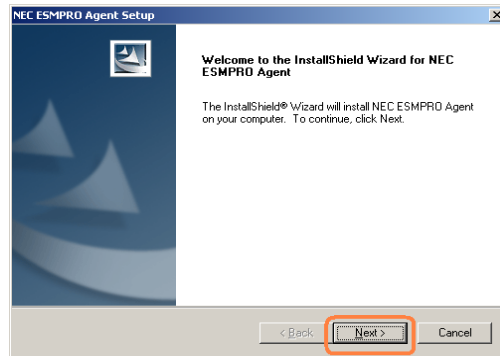 NEC ESMPRO Agent Setup
Welcome to the InstallShield Wizard for NEC
ESMPRO Agent
The InstallShield® Wizard will install NEC ESMPRO Agent
on your computer. To continue, click Next.
< Back Next > Cancel